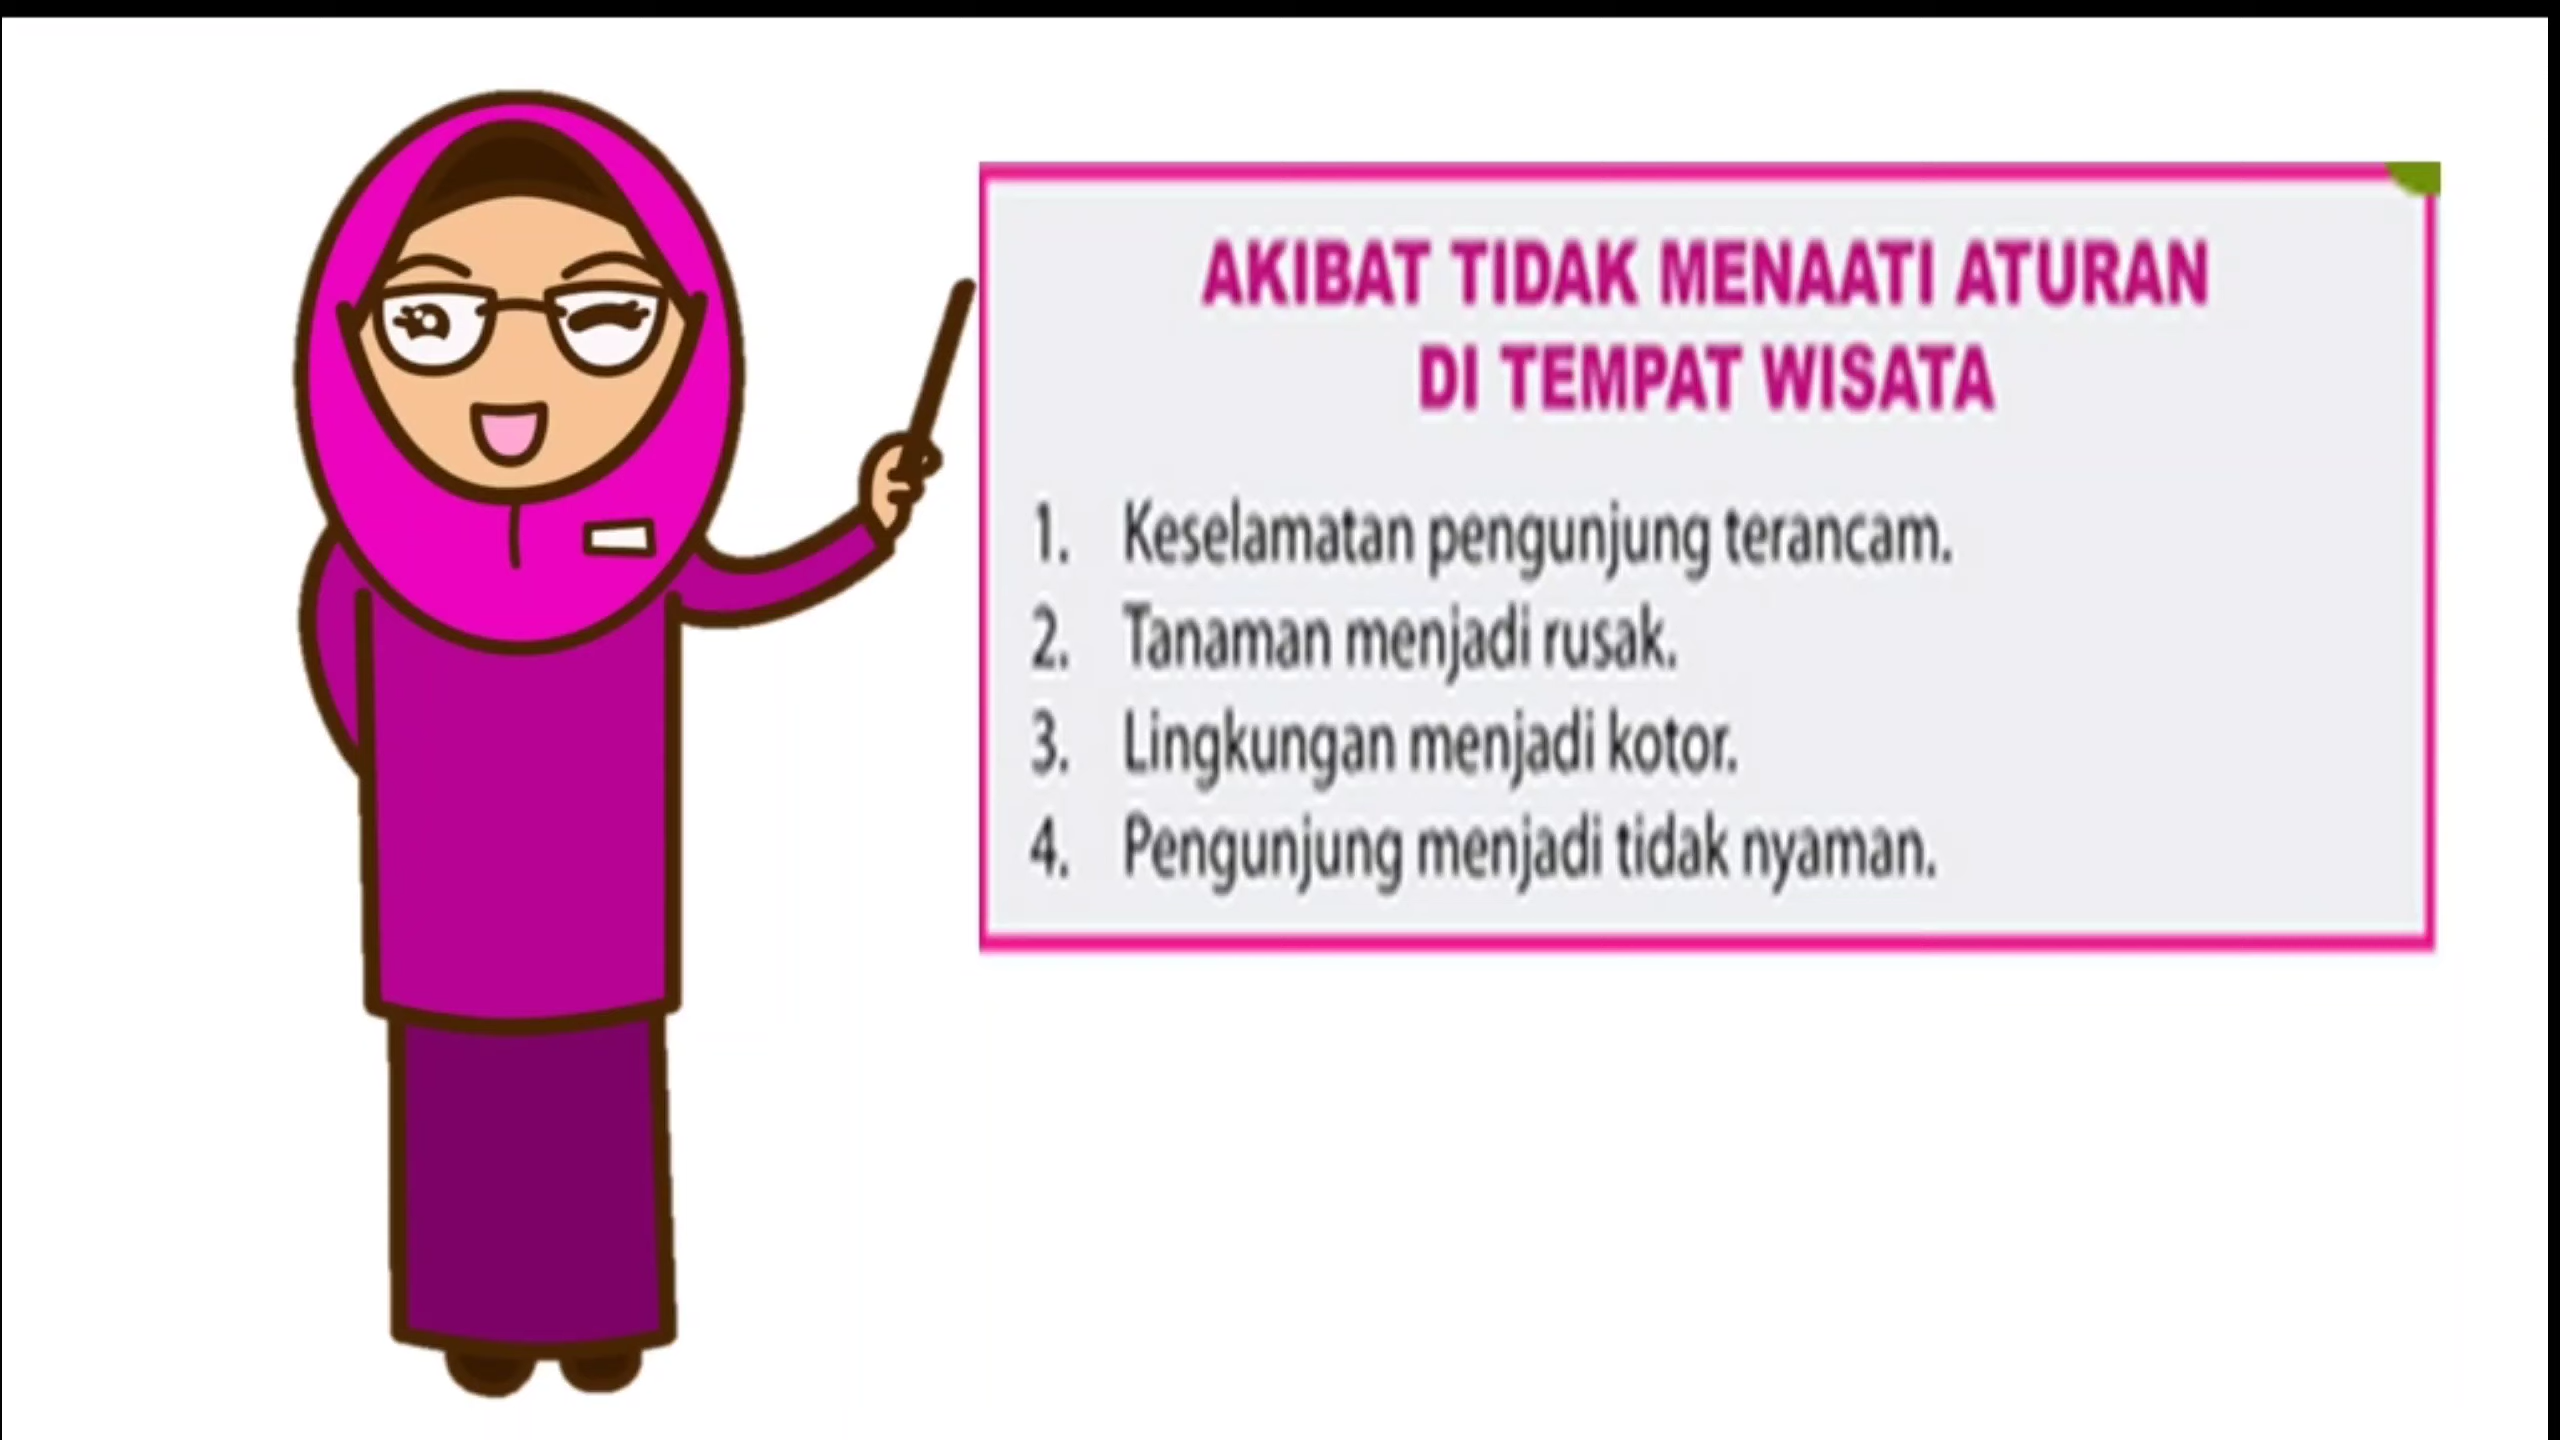 AKIBAT TIDAK MENAATI ATURAN
DI TEMPAT WISATA
1. Keselamatan pengunjung terancam.
2. Tanaman menjadi rusak.
3. Lingkungan menjadi kotor.
4. Pengunjung menjadi tidak nyaman.